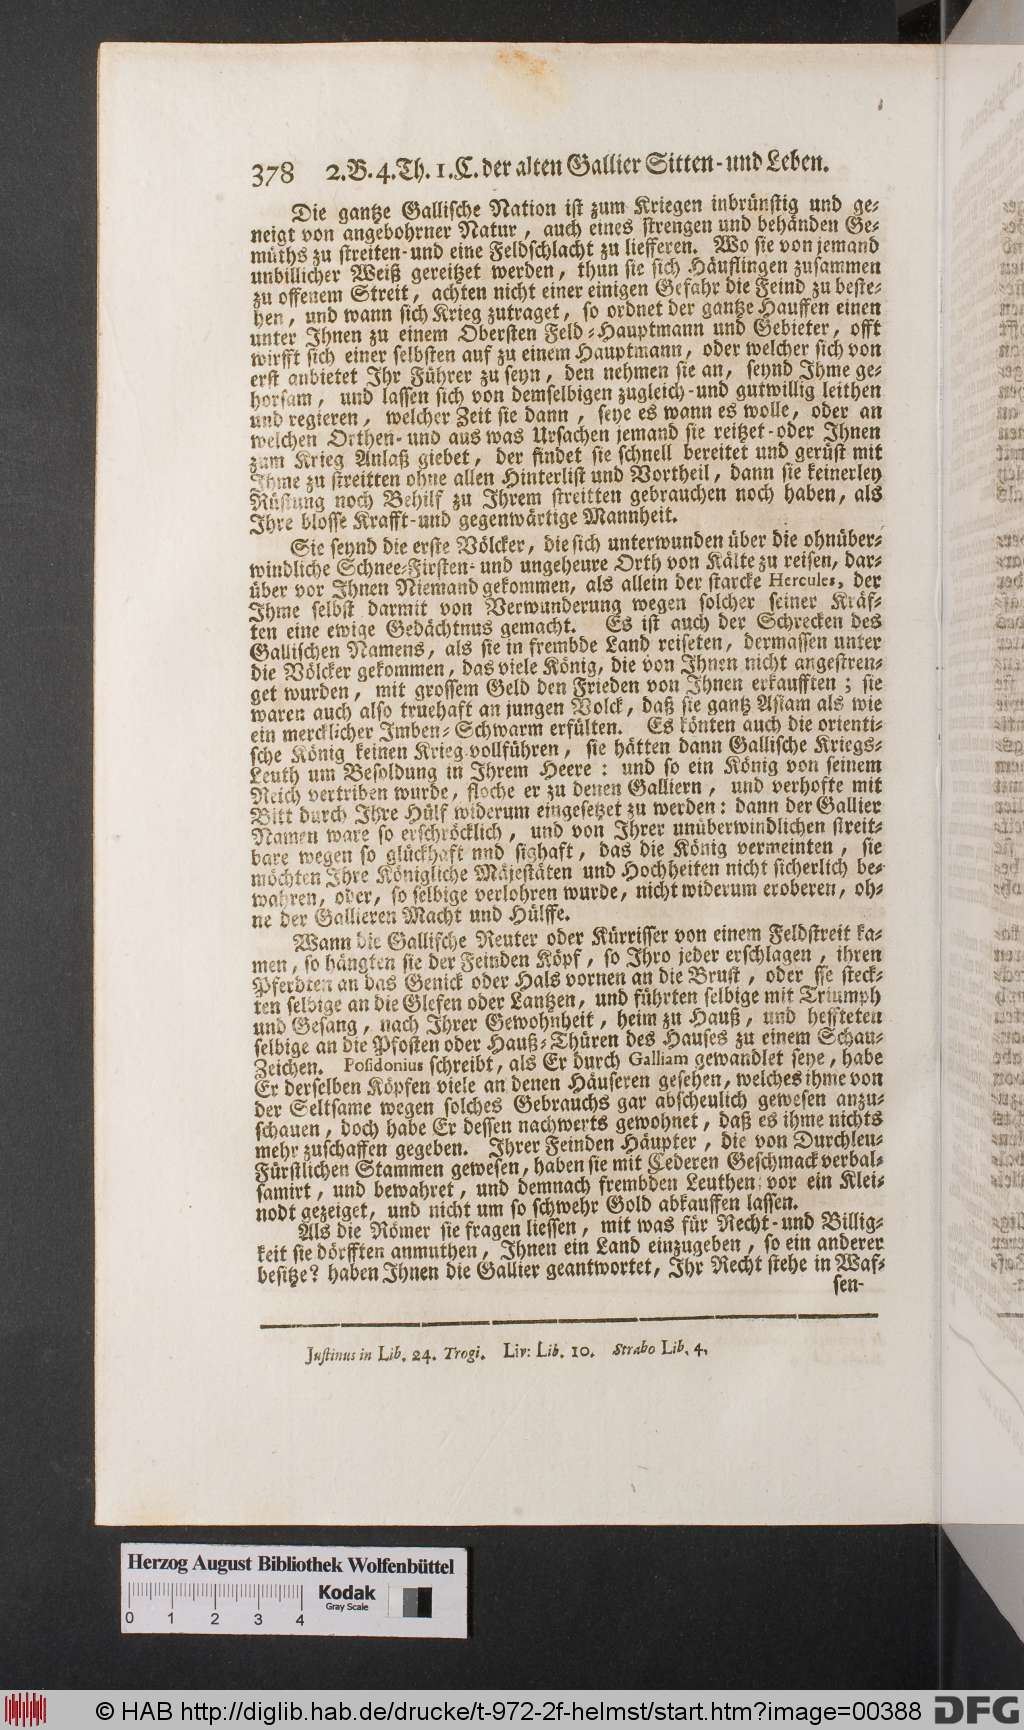 378 2. B. 4. Th. 1. C. der alten Gallier Sitten- und Leben.
Die gantze Gallische Nation ist zum Kriegen inbrünstig und ge-
neigt von angebohrner Natur, auch eines strengen und behänden Ge-
müths zu streiten- und eine Feldschlacht zu liefferen. Wo sie von jemand
unbillicher Weiß gereitzet werden, thun sie sich Häufflingen zusammen
zu offenem Streit, achten nicht einer einigen Gefahr die Feind zu beste-
hen, und wann sich Krieg zutraget, so ordnet der gantze Hauffen einen
unter Ihnen zu einem Obersten Feld-Hauptmann und Gebieter, offt
wirfft sich einer selbsten auf zu einem Hauptmann, oder welcher sich von
erst anbietet Ihr Führer zu seyn, den nehmen sie an, seynd Ihme ge-
horsam, und lassen sich von demselbigen zugleich- und gutwillig leithen
und regieren, welcher Zeit sie dann, seye es wann es wolle, oder an
welchen Orthen- und aus was Ursachen jemand sie reitzet- oder Ihnen
zum Krieg Anlaß giebet, der findet sie schnell bereitet und gerüst mit
Ihme zu streitten ohne allen Hinterlist und Vortheil, dann sie keinerley
Rüstung noch Behilf zu Ihrem streitten gebrauchen noch haben, als
Ihre blosse Krafft- und gegenwärtige Mannheit.
Sie seynd die erste Völcker, die sich unterwunden über die ohnüber-
windliche Schnee-Firsten- und ungeheure Orth von Kälte zu reisen, dar-
über vor Ihnen Niemand gekommen, als allein der starcke Hercules, der
Ihme selbst darmit von Verwunderung wegen solcher seiner Kräf-
ten eine ewige Gedächtnus gemacht. Es ist auch der Schrecken des
Gallischen Namens, als sie in frembde Land reiseten, dermassen unter
die Völcker gekommen, das viele König, die von Ihnen nicht angestren-
get wurden, mit grossem Geld den Frieden von Ihnen erkaufften; sie
waren auch also truehaft an jungen Volck, daß sie gantz Asiam als wie
ein mercklicher Imben-Schwarm erfülten. Es könten auch die orienti-
sche König keinen Krieg vollführen, sie hätten dann Gallische Kriegs-
Leuth um Besoldung in Ihrem Heere: und so ein König von seinem
Reich vertriben wurde, floche er zu denen Galliern, und verhofte mit
Bitt durch Ihre Hülf widerum eingesetzet zu werden: dann der Gallier
Namen ware so erschröcklich, und von Ihrer unüberwindlichen streit-
bare wegen so glückhaft und sighaft, das die König vermeinten, sie
möchten Ihre Königliche Mäjestäten und Hochheiten nicht sicherlich be-
wahren, oder, so selbige verlohren wurde, nicht widerum eroberen, oh-
ne der Gallieren Macht und Hülffe.
Wann die Gallische Reuter oder Kürrisser von einem Feldstreit ka-
men, so hängten sie der Feinden Köpf, so Ihro jeder erschlagen, ihren
Pferdten an das Genick oder Hals vornen an die Brust, oder sse steck-
ten selbige an die Glesen oder Lantzen, und führten selbige mit Triumph
und Gesang, nach Ihrer Gewohnheit, heim zu Hauß, und heffteten
selbige an die Pfosten oder Hauß-Thüren des Hauses zu einem Schau-
Zeichen. Posidonius schreibt, als Er durch Galliam gewandlet seye, habe
Er derselben Köpfen viele an denen Häuseren gesehen, welches ihme von
der Seltsame wegen solches Gebrauchs gar abscheulich gewesen anzu-
schauen, doch habe Er dessen nachwerts gewohnet, daß es ihme nichts
mehr zuschaffen gegeben. Ihrer Feinden Häupter, die von Durchleu-
Fürstlichen Stammen gewesen, haben sie mit Cederen Geschmack verbal-
samirt, und bewahret, und demnach frembden Leuthen vor ein Klei-
nodt gezeiget, und nicht um so schwehr Gold abkauffen lassen.
Als die Römer sie fragen liessen, mit was für Recht- und Billig-
keit sie dörfften anmuthen, Ihnen ein Land einzugeben, so ein anderer
besitze? haben Ihnen die Gallier geantwortet, Ihr Recht stehe in Waf-
fen-
Justinus in Lib. 24. Trogi. Liv: Lib. 10. Strabo Lib. 4.
Herzog August Bibliothek Wolfenbüttel
0 1 2 3 4
Kodak
Gray Scale
© HAB http://diglib.hab.de/drucke/t-972-2f-helmst/start.htm?image=00388
DFG